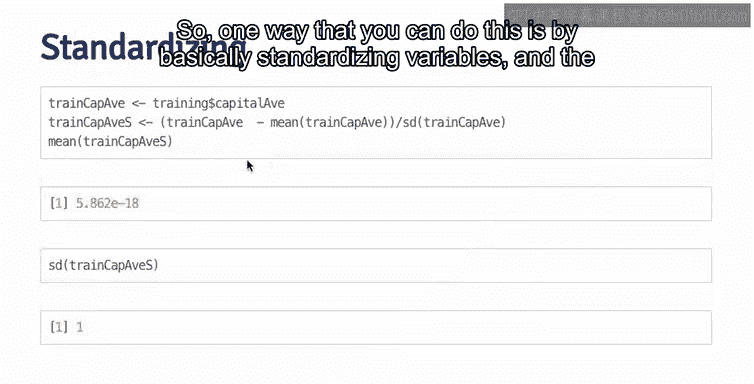 So, one way that you can do this is by
basically standardizing variables, and the
Standardizing
trainCapAve <- training$capitalAve
trainCapAveS <- (trainCapAve - mean(trainCapAve))/sd(trainCapAve)
mean(trainCapAveS)
[1] 5.862e-18
sd(trainCapAveS)
[1] 1